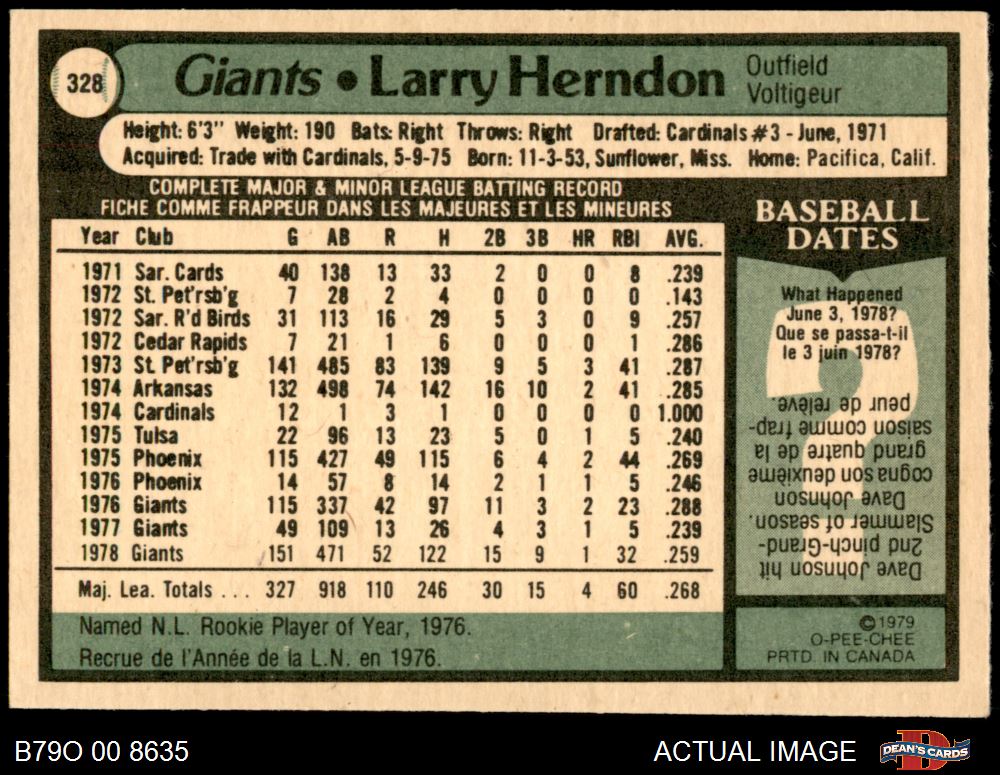 328
Giants • Larry Herndon
Outfield
Voltigeur
Height: 6'3" Weight: 190 Bats: Right Throws: Right Drafted: Cardinals #3 - June, 1971
Acquired: Trade with Cardinals, 5-9-75 Born: 11-3-53, Sunflower, Miss. Home: Pacifica, Calif.
COMPLETE MAJOR & MINOR LEAGUE BATTING RECORD
FICHE COMME FRAPPEUR DANS LES MAJEURES ET LES MINEURES
Year Club G AB R H 2B 3B HR RBI AVG.
1971 Sar. Cards 40 138 13 33 2 0 0 8 .239
1972 St. Pet'rsb'g 7 28 2 4 0 0 0 0 .143
1972 Sar. R'd Birds 31 113 16 29 5 3 0 9 .257
1972 Cedar Rapids 7 21 1 6 0 0 0 1 .286
1973 St. Pet'rsb'g 141 485 83 139 9 5 3 41 .287
1974 Arkansas 132 498 74 142 16 10 2 41 .285
1974 Cardinals 12 1 3 1 0 0 0 0 1.000
1975 Tulsa 22 96 13 23 5 0 1 5 .240
1975 Phoenix 115 427 49 115 6 4 2 44 .269
1976 Phoenix 14 57 8 14 2 1 1 5 .246
1976 Giants 115 337 42 97 11 3 2 23 .288
1977 Giants 49 109 13 26 4 3 1 5 .239
1978 Giants 151 471 52 122 15 9 1 32 .259
Maj. Lea. Totals ... 327 918 110 246 30 15 4 60 .268
Named N.L. Rookie Player of Year, 1976.
Recrue de l'Année de la L.N. en 1976.
BASEBALL
DATES
What Happened
June 3, 1978?
Que se passa-t-il
le 3 juin 1978?
Dave Johnson hit
2nd pinch-Grand-
Slammer of season.
Dave Johnson
cogna son deuxième
grand quatre de la
saison comme frap-
peur de relève.
©1979
O-PEE-CHEE
PRTD. IN CANADA
B79O 00 8635
ACTUAL IMAGE
DEAN'S CARDS